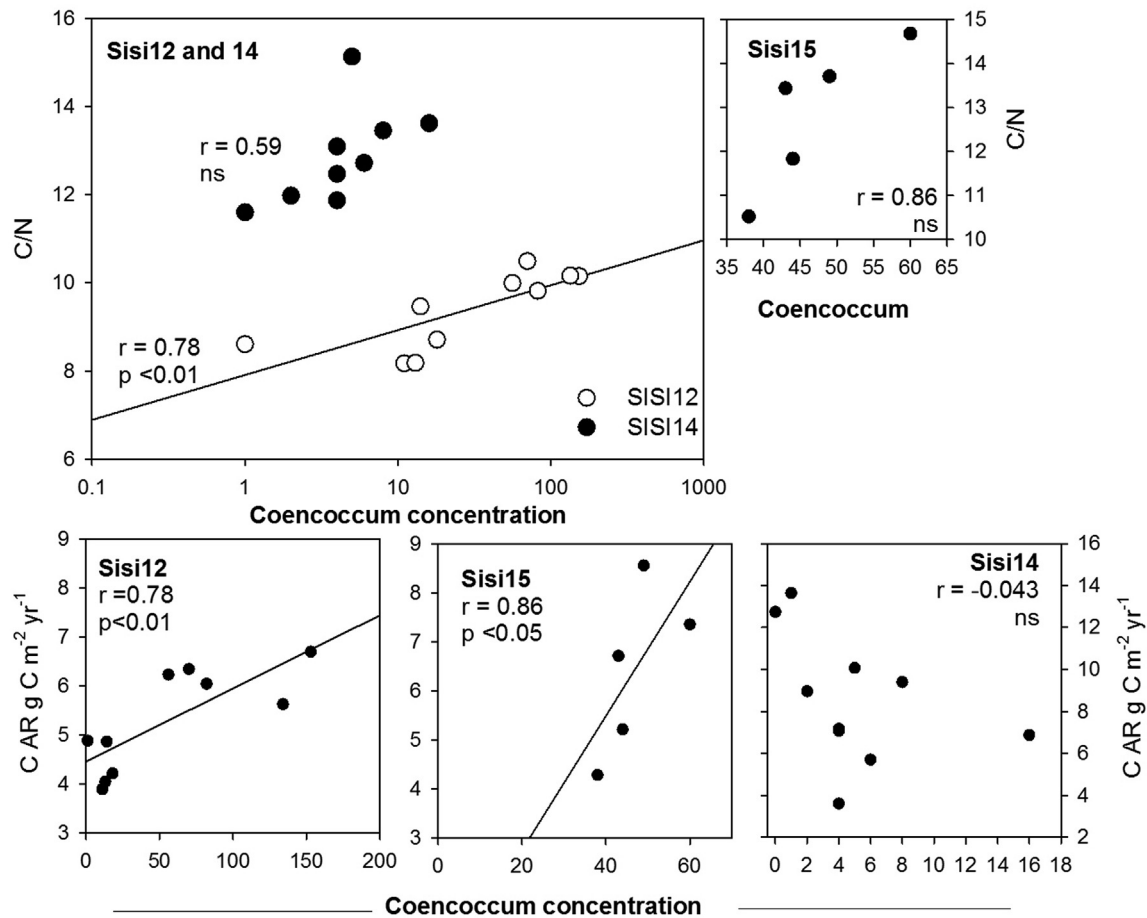 Sisi12 and 14
r = 0.59
ns
r = 0.78
p <0.01
SISI12
SISI14
16
14
12
10
8
6
C/N
0.1 1 10 100 1000
Coencoccum concentration
Sisi15
r = 0.86
ns
15
14
13
12
11
10
C/N
35 40 45 50 55 60 65
Coencoccum
Sisi12
r =0.78
p<0.01
9
8
7
6
5
4
3
C AR g C m⁻² yr⁻¹
0 50 100 150 200
Sisi15
r = 0.86
p <0.05
9
8
7
6
5
4
3
0 20 40 60
Sisi14
r = -0.043
ns
16
14
12
10
8
6
4
2
C AR g C m⁻² yr⁻¹
0 2 4 6 8 10 12 14 16 18
Coencoccum concentration